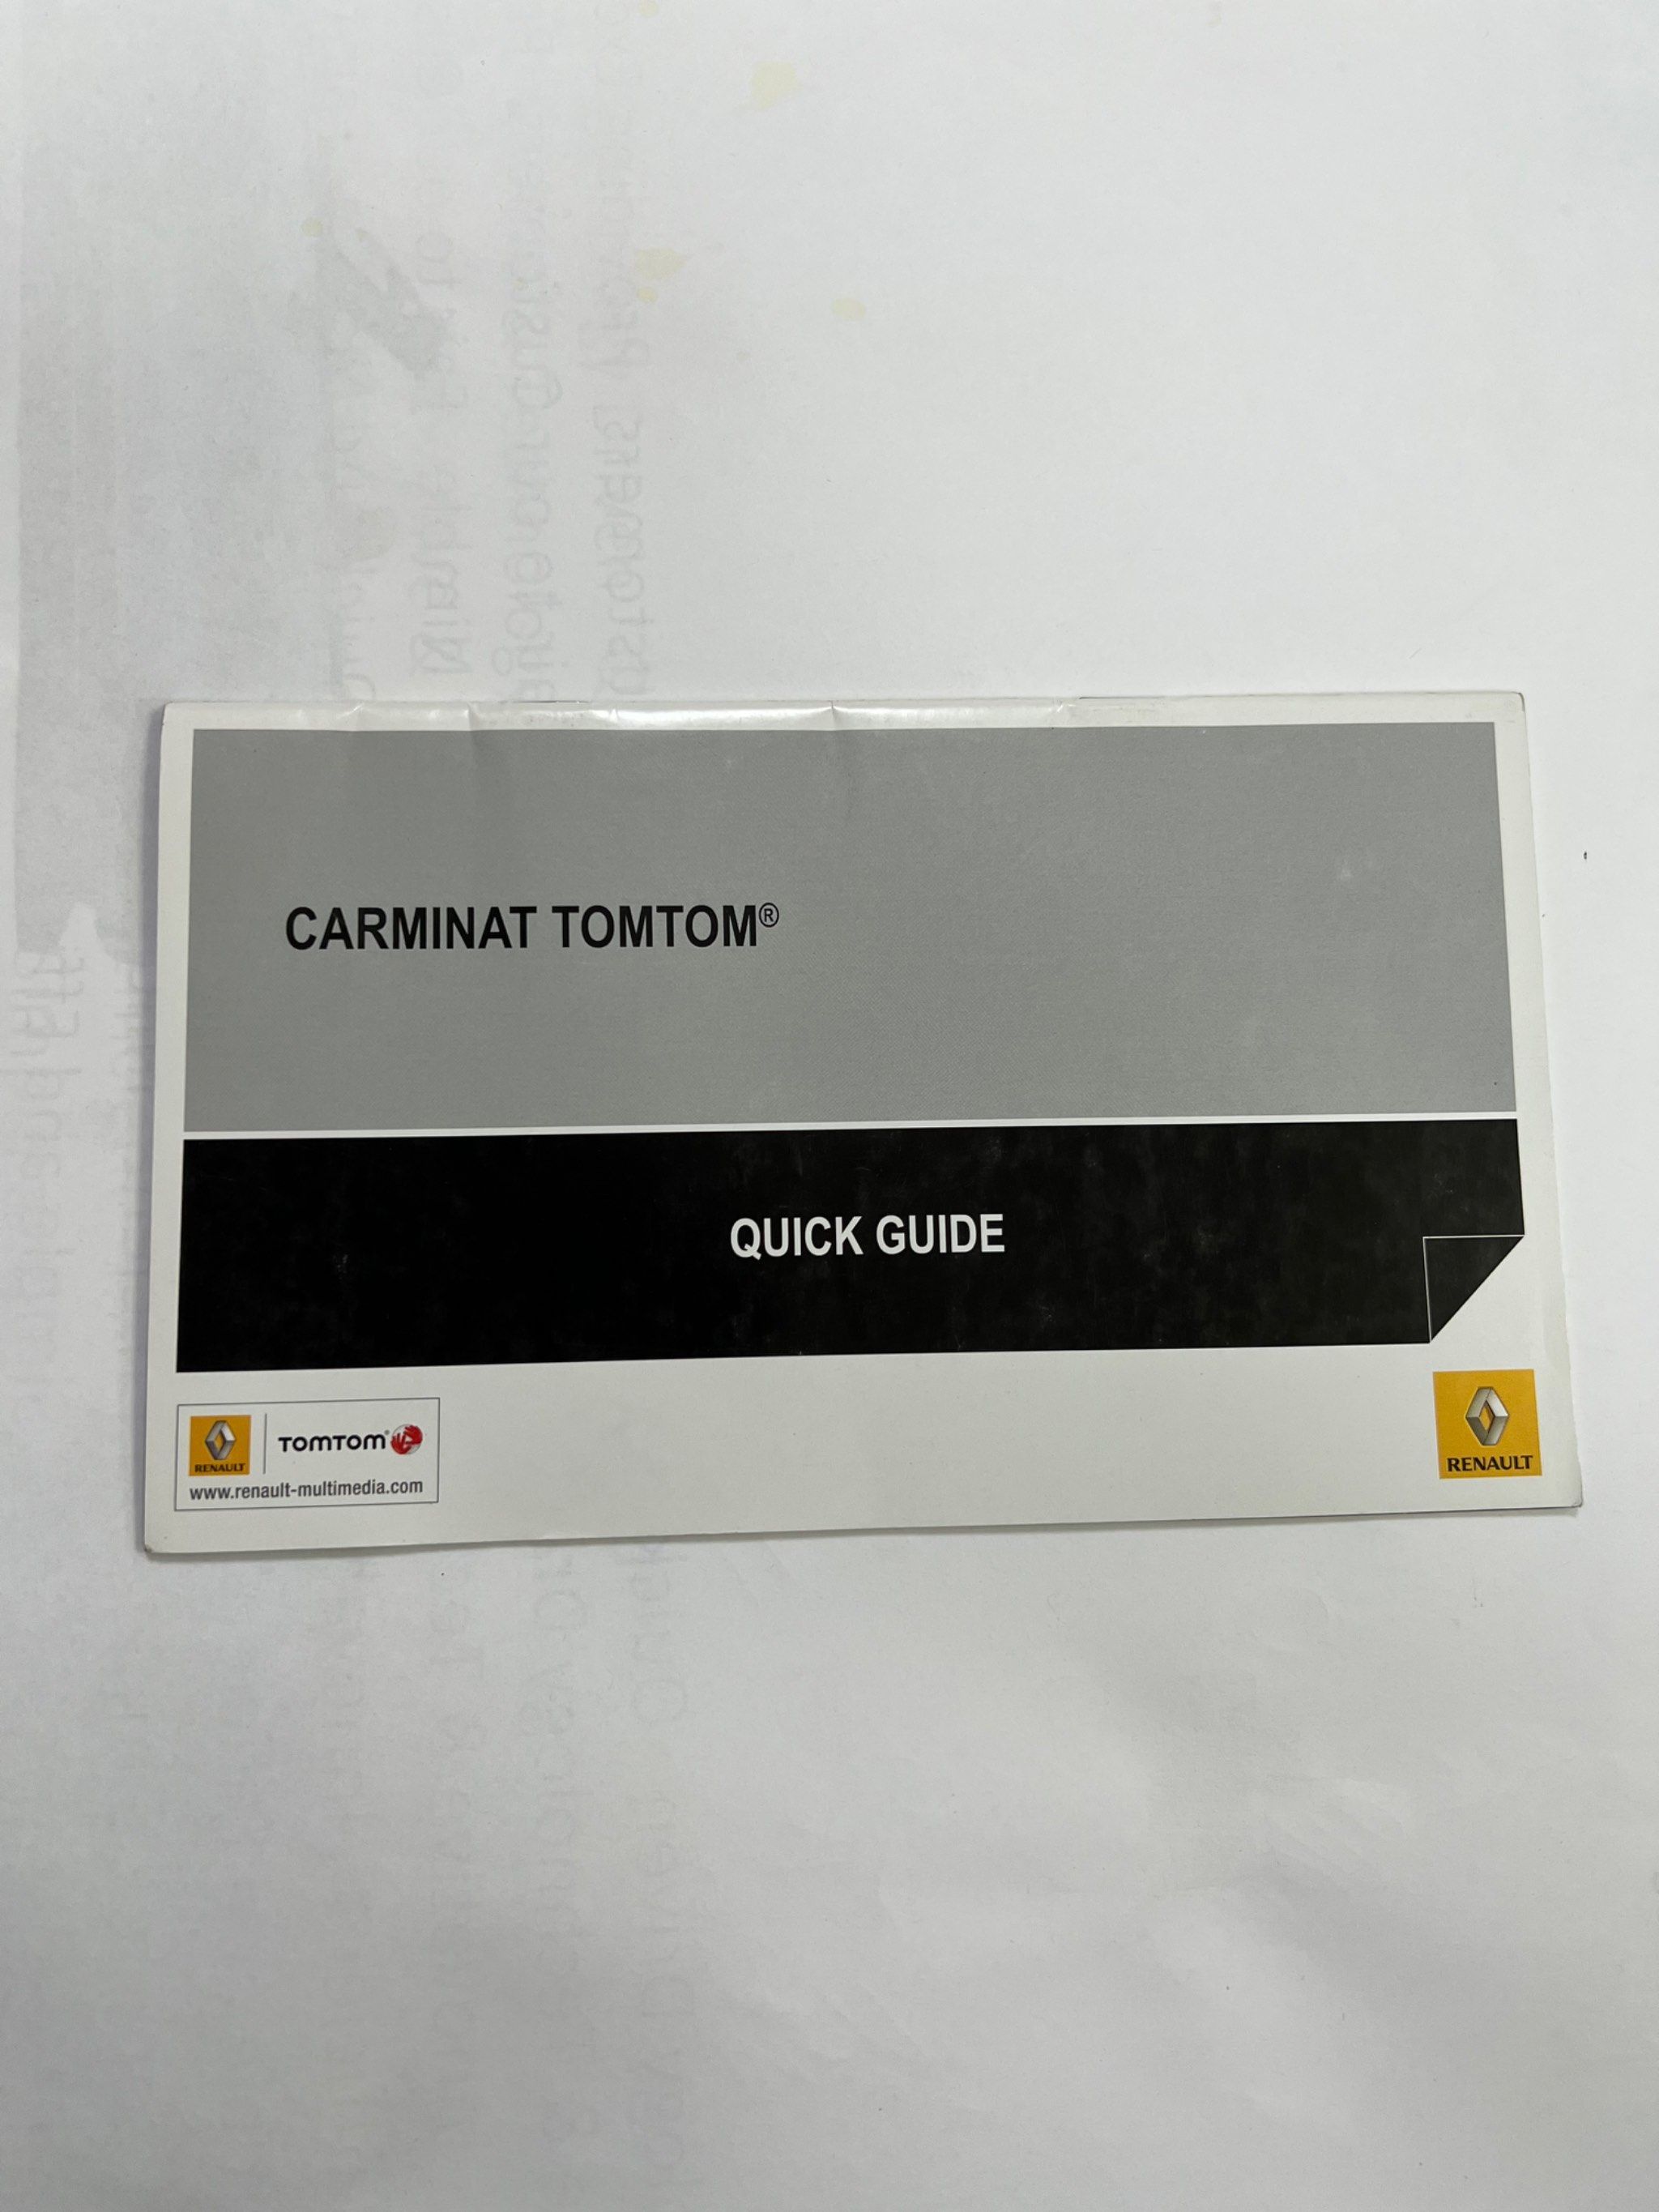 CARMINAT TOMTOM®
QUICK GUIDE
RENAULT
TOMTOM
www.renault-multimedia.com
RENAULT